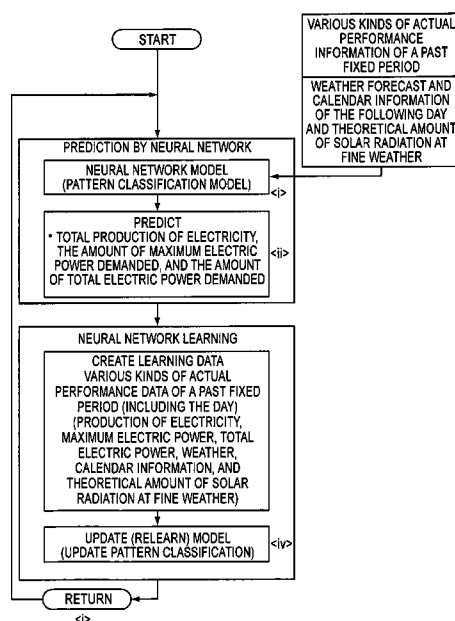 START
VARIOUS KINDS OF ACTUAL
PERFORMANCE
INFORMATION OF A PAST
FIXED PERIOD
WEATHER FORECAST AND
CALENDAR INFORMATION
OF THE FOLLOWING DAY
AND THEORETICAL AMOUNT
OF SOLAR RADIATION AT
FINE WEATHER
PREDICTION BY NEURAL NETWORK
NEURAL NETWORK MODEL
(PATTERN CLASSIFICATION MODEL)
<i>
PREDICT
• TOTAL PRODUCTION OF ELECTRICITY,
THE AMOUNT OF MAXIMUM ELECTRIC
POWER DEMANDED, AND THE AMOUNT
OF TOTAL ELECTRIC POWER DEMANDED
<ii>
NEURAL NETWORK LEARNING
CREATE LEARNING DATA
VARIOUS KINDS OF ACTUAL
PERFORMANCE DATA OF A PAST FIXED
PERIOD (INCLUDING THE DAY)
(PRODUCTION OF ELECTRICITY,
MAXIMUM ELECTRIC POWER, TOTAL
ELECTRIC POWER, WEATHER,
CALENDAR INFORMATION, AND
THEORETICAL AMOUNT OF SOLAR
RADIATION AT FINE WEATHER)
UPDATE (RELEARN) MODEL
(UPDATE PATTERN CLASSIFICATION)
<iv>
RETURN
<i>